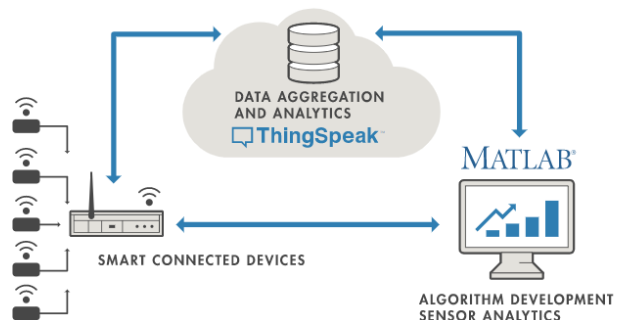 DATA AGGREGATION
AND ANALYTICS
ThingSpeak™
MATLAB®
SMART CONNECTED DEVICES
ALGORITHM DEVELOPMENT
SENSOR ANALYTICS